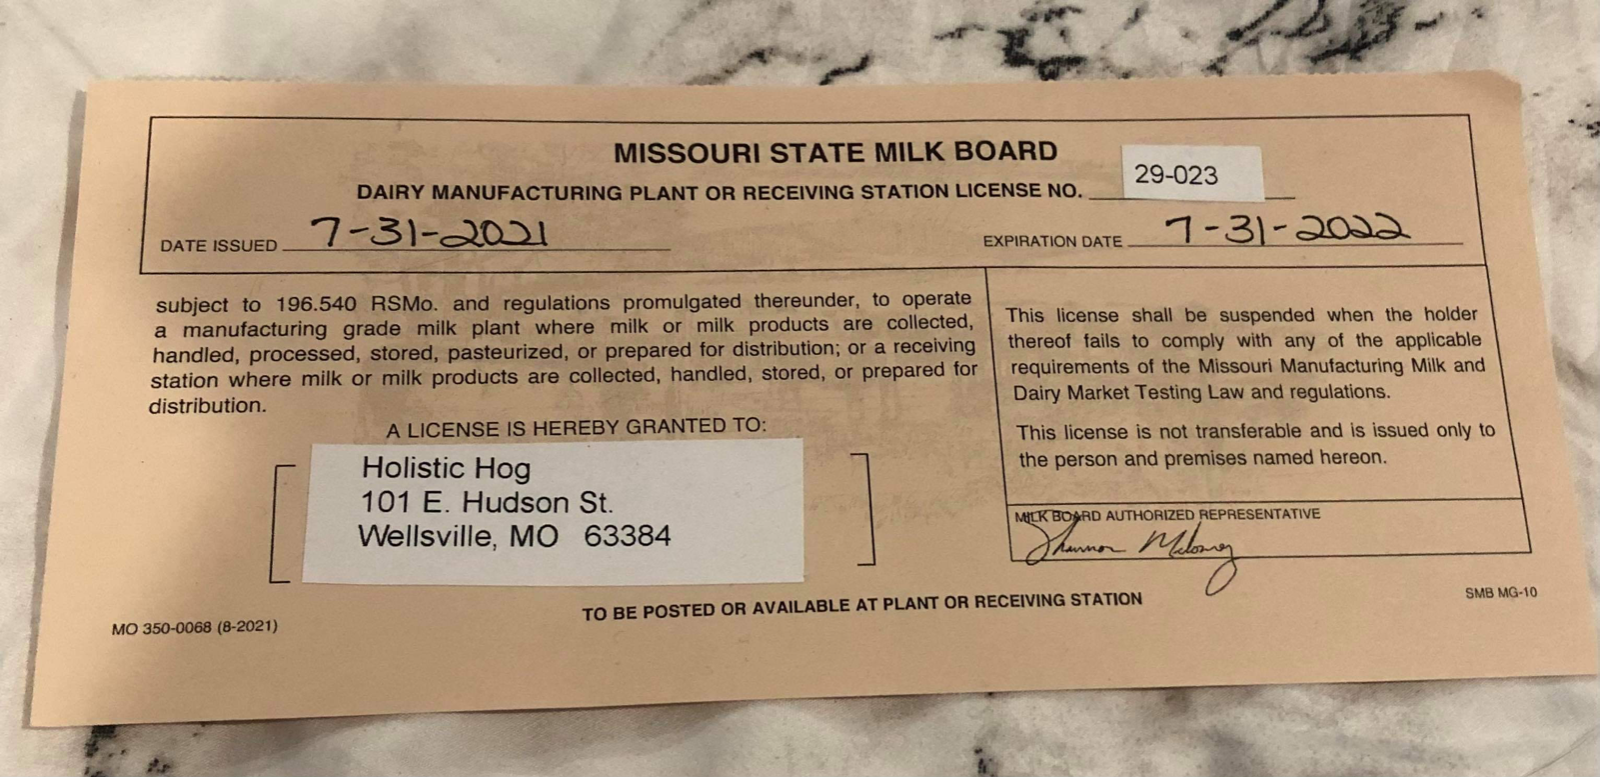 MISSOURI STATE MILK BOARD
DAIRY MANUFACTURING PLANT OR RECEIVING STATION LICENSE NO. 29-023
DATE ISSUED 7-31-2021 EXPIRATION DATE 7-31-2022
subject to 196.540 RSMo. and regulations promulgated thereunder, to operate
a manufacturing grade milk plant where milk or milk products are collected,
handled, processed, stored, pasteurized, or prepared for distribution; or a receiving
station where milk or milk products are collected, handled, stored, or prepared for
distribution.
A LICENSE IS HEREBY GRANTED TO:
Holistic Hog
101 E. Hudson St.
Wellsville, MO 63384
This license shall be suspended when the holder
thereof fails to comply with any of the applicable
requirements of the Missouri Manufacturing Milk and
Dairy Market Testing Law and regulations.
This license is not transferable and is issued only to
the person and premises named hereon.
MILK BOARD AUTHORIZED REPRESENTATIVE
Shannon
TO BE POSTED OR AVAILABLE AT PLANT OR RECEIVING STATION
MO 350-0068 (8-2021)
SMB MG-10